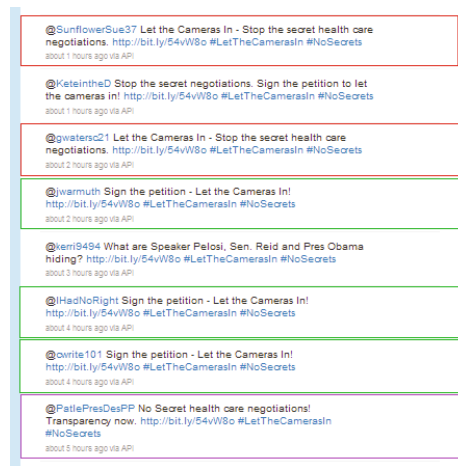 @SunflowerSue37 Let the Cameras In - Stop the secret health care
negotiations. http://bit.ly/54vW8o #LetTheCamerasIn #NoSecrets
about 1 hours ago via API
@KeteintheD Stop the secret negotiations. Sign the petition to let
the cameras in! http://bit.ly/54vW8o #LetTheCamerasIn #NoSecrets
about 1 hours ago via API
@gwatersc21 Let the Cameras In - Stop the secret health care
negotiations. http://bit.ly/54vW8o #LetTheCamerasIn #NoSecrets
about 2 hours ago via API
@jwarmuth Sign the petition - Let the Cameras In!
http://bit.ly/54vW8o #LetTheCamerasIn #NoSecrets
about 2 hours ago via API
@kerri9494 What are Speaker Pelosi, Sen. Reid and Pres Obama
hiding? http://bit.ly/54vW8o #LetTheCamerasIn #NoSecrets
about 3 hours ago via API
@IHadNoRight Sign the petition - Let the Cameras In!
http://bit.ly/54vW8o #LetTheCamerasIn #NoSecrets
about 4 hours ago via API
@cwrite101 Sign the petition - Let the Cameras In!
http://bit.ly/54vW8o #LetTheCamerasIn #NoSecrets
about 4 hours ago via API
@PatlePresDesPP No Secret health care negotiations!
Transparency now. http://bit.ly/54vW8o #LetTheCamerasIn
#NoSecrets
about 5 hours ago via API